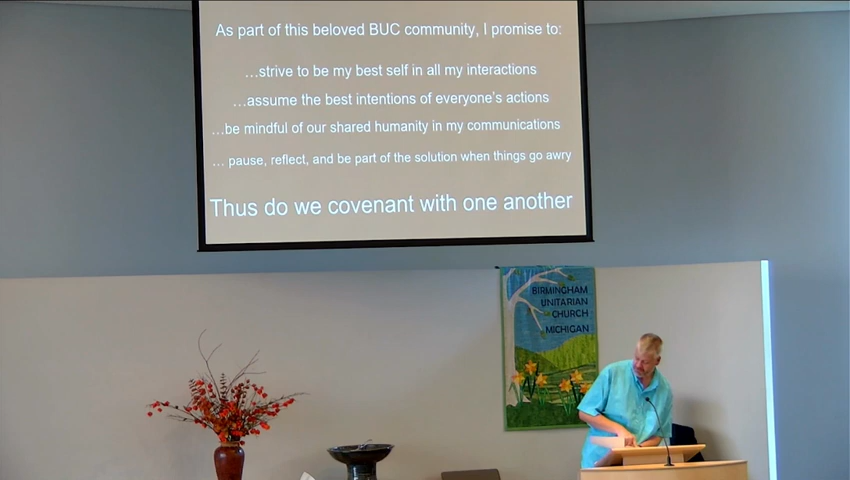 As part of this beloved BUC community, I promise to:
…strive to be my best self in all my interactions
…assume the best intentions of everyone's actions
…be mindful of our shared humanity in my communications
… pause, reflect, and be part of the solution when things go awry
Thus do we covenant with one another
BIRMINGHAM
UNITARIAN
CHURCH
MICHIGAN